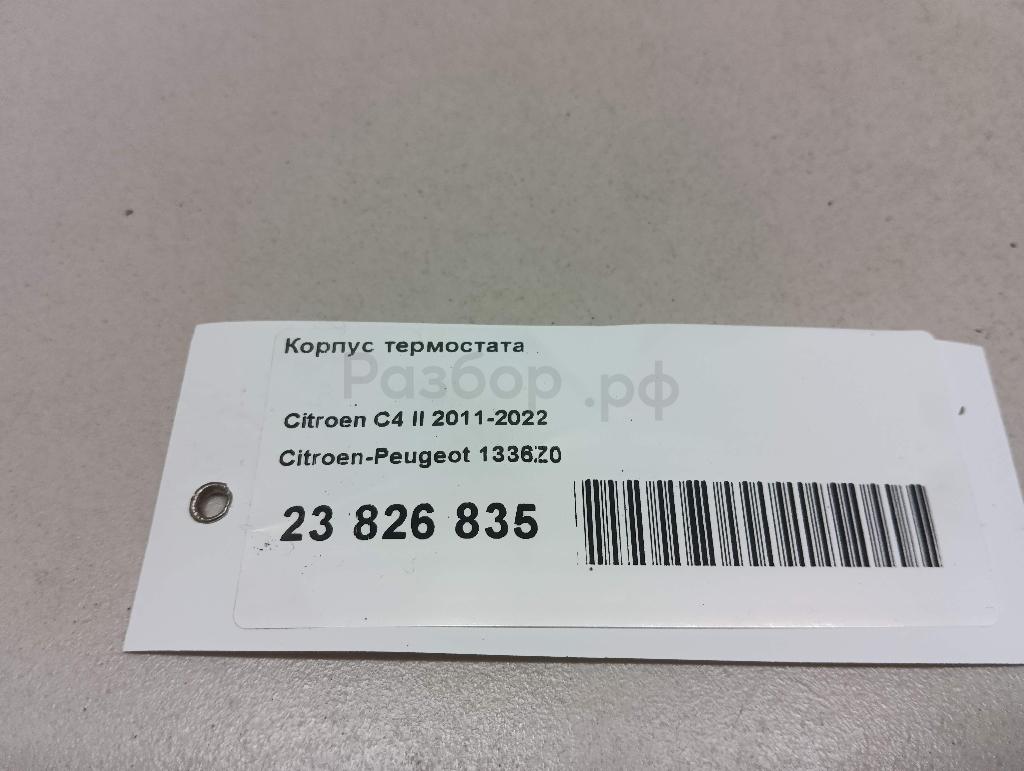 Корпус термостата
Разбор.рф
Citroen C4 II 2011-2022
Citroen-Peugeot 1336Z0
23 826 835